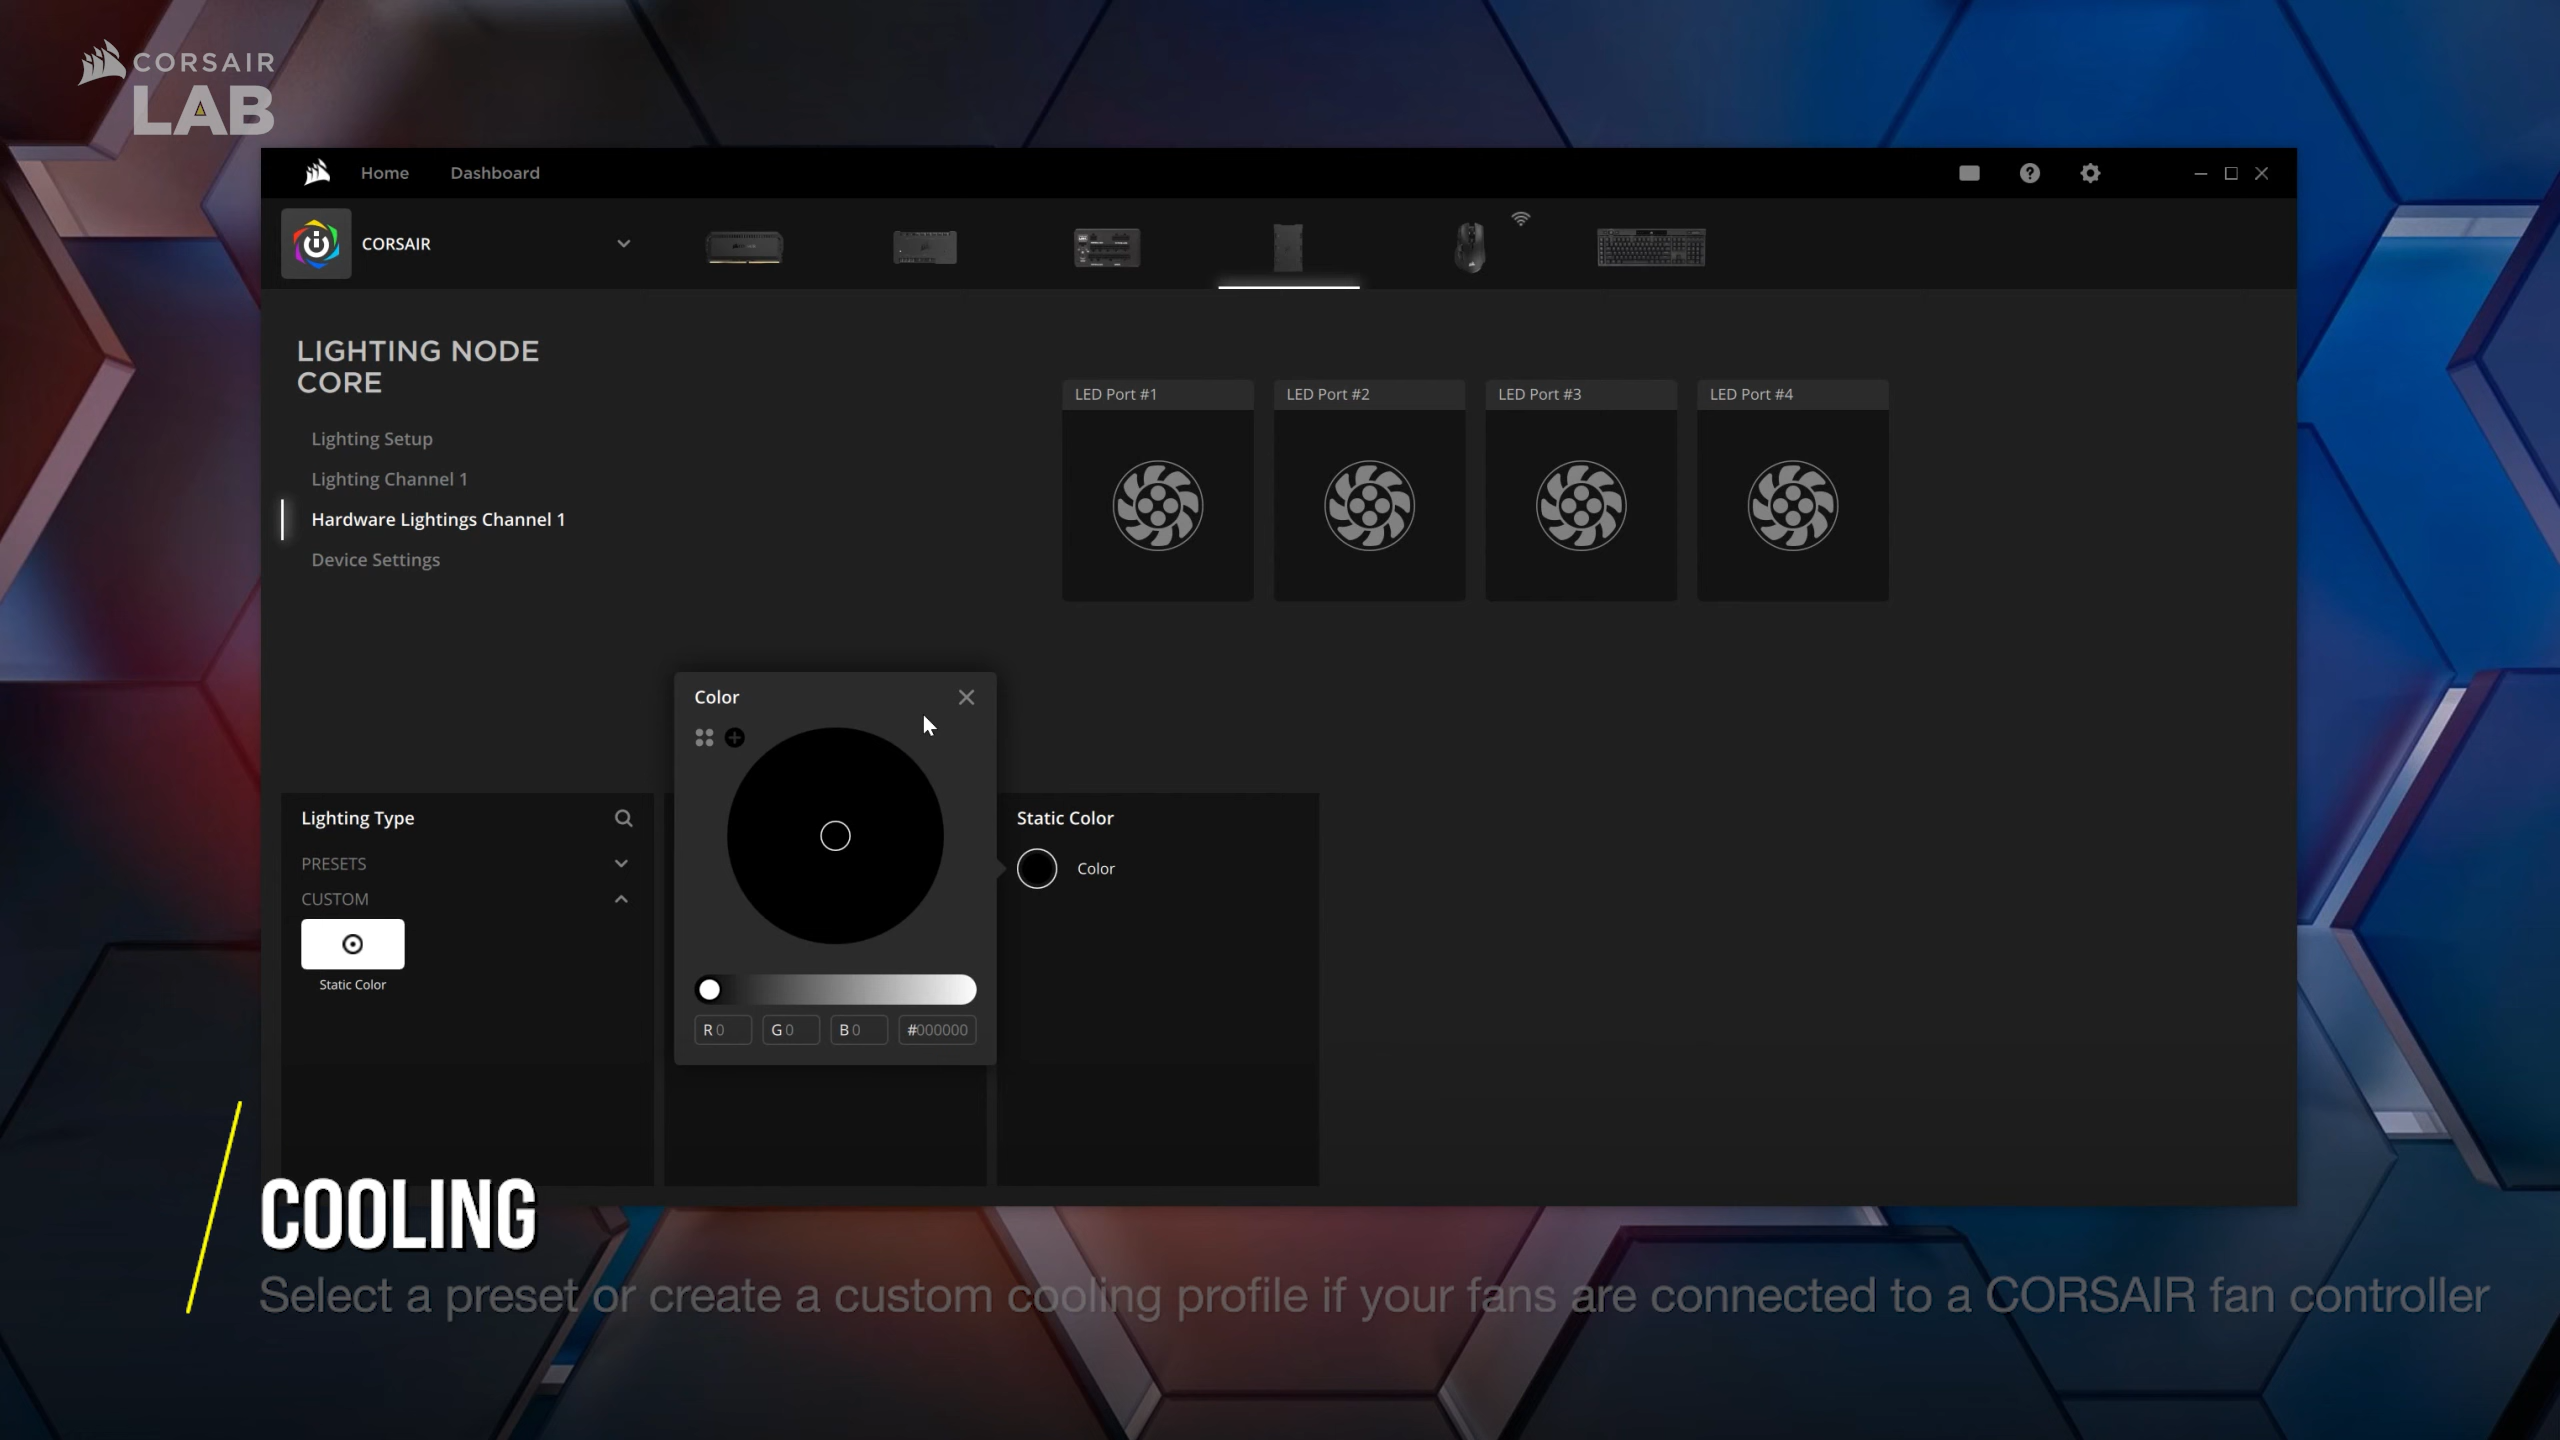 CORSAIR
LAB
Home
Dashboard
CORSAIR
LIGHTING NODE
CORE
Lighting Setup
Lighting Channel 1
Hardware Lightings Channel 1
Device Settings
LED Port #1
LED Port #2
LED Port #3
LED Port #4
Color
R 0
G 0
B 0
#000000
Lighting Type
PRESETS
CUSTOM
Static Color
Static Color
Color
COOLING
Select a preset or create a custom cooling profile if your fans are connected to a CORSAIR fan controller